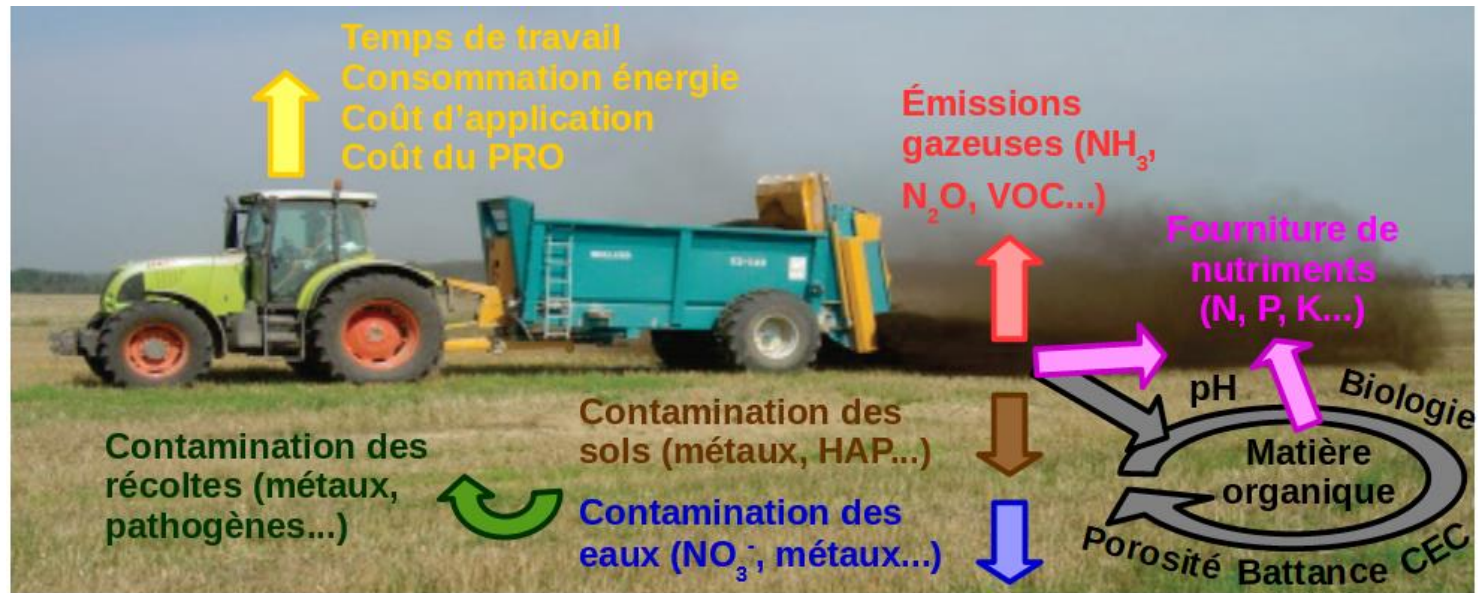 Temps de travail
Consommation énergie
Coût d’application
Coût du PRO
Émissions
gazeuses (NH₃,
N₂O, VOC...)
Fourniture de
nutriments
(N, P, K...)
pH
Biologie
Matière
organique
CEC
Battance
Porosité
Contamination des
sols (métaux, HAP...)
Contamination des
eaux (NO₃⁻, métaux...)
Contamination des
récoltes (métaux,
pathogènes...)